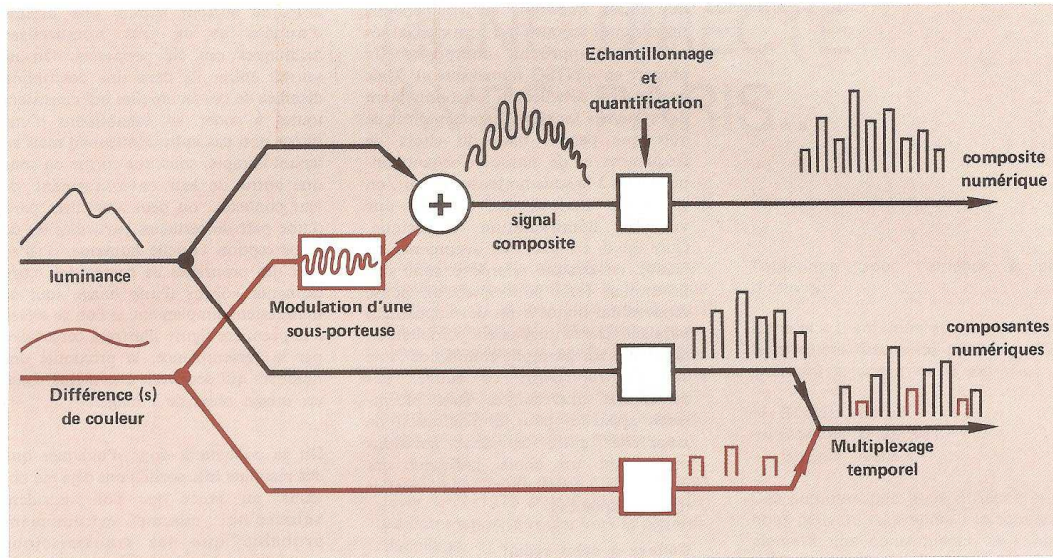 Echantillonnage
et
quantification
composite
numérique
signal
composite
+
luminance
Modulation d'une
sous-porteuse
composantes
numériques
Différence (s)
de couleur
Multiplexage
temporel